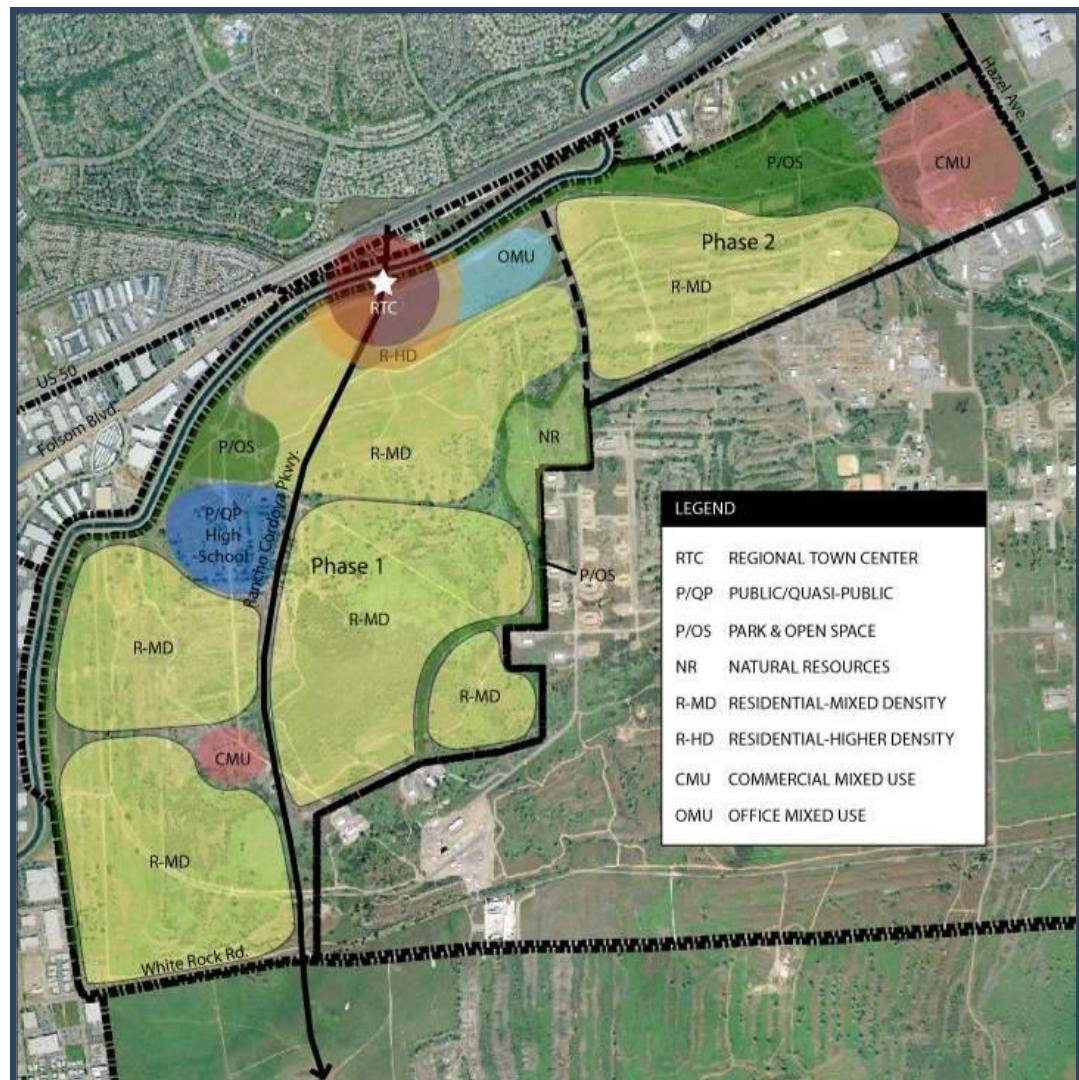 Hazel Ave.
P/OS
CMU
Phase 2
OMU
R-MD
RTC
R-HD
US 50
Folsom Blvd.
P/OS
R-MD
NR
Rancho Cordova Pkwy.
P/QP
High
School
Phase 1
P/OS
R-MD
R-MD
R-MD
CMU
R-MD
White Rock Rd.
LEGEND
RTC REGIONAL TOWN CENTER
P/QP PUBLIC/QUASI-PUBLIC
P/OS PARK & OPEN SPACE
NR NATURAL RESOURCES
R-MD RESIDENTIAL-MIXED DENSITY
R-HD RESIDENTIAL-HIGHER DENSITY
CMU COMMERCIAL MIXED USE
OMU OFFICE MIXED USE